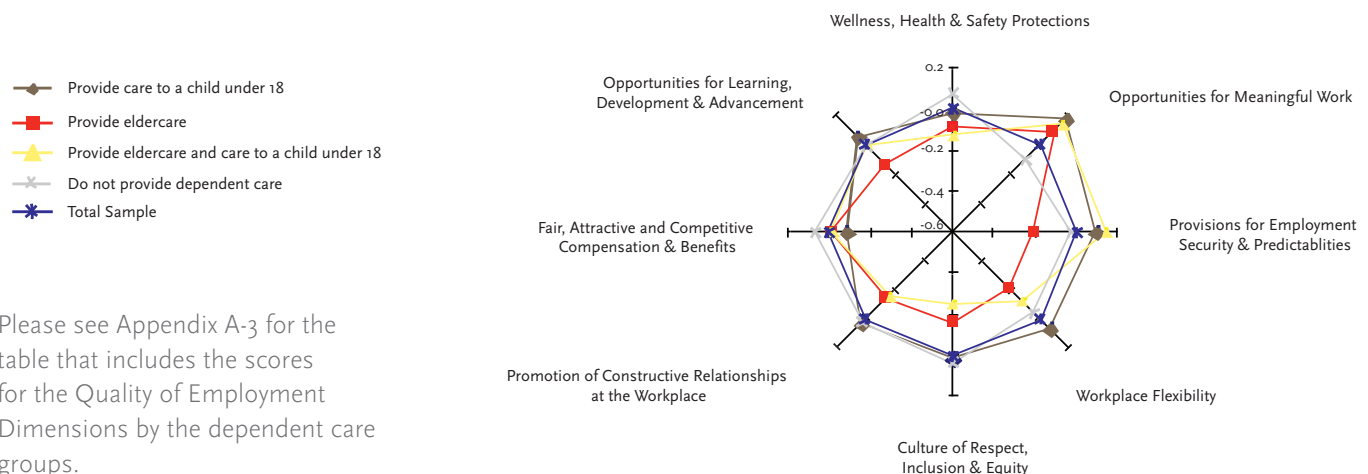 Wellness, Health & Safety Protections
0.2
-0.0
-0.2
-0.4
-0.6
Opportunities for Learning,
Development & Advancement
Opportunities for Meaningful Work
Provide care to a child under 18
Provide eldercare
Provide eldercare and care to a child under 18
Do not provide dependent care
Total Sample
Fair, Attractive and Competitive
Compensation & Benefits
Provisions for Employment
Security & Predictablities
Please see Appendix A-3 for the
table that includes the scores
for the Quality of Employment
Dimensions by the dependent care
groups.
Promotion of Constructive Relationships
at the Workplace
Workplace Flexibility
Culture of Respect,
Inclusion & Equity